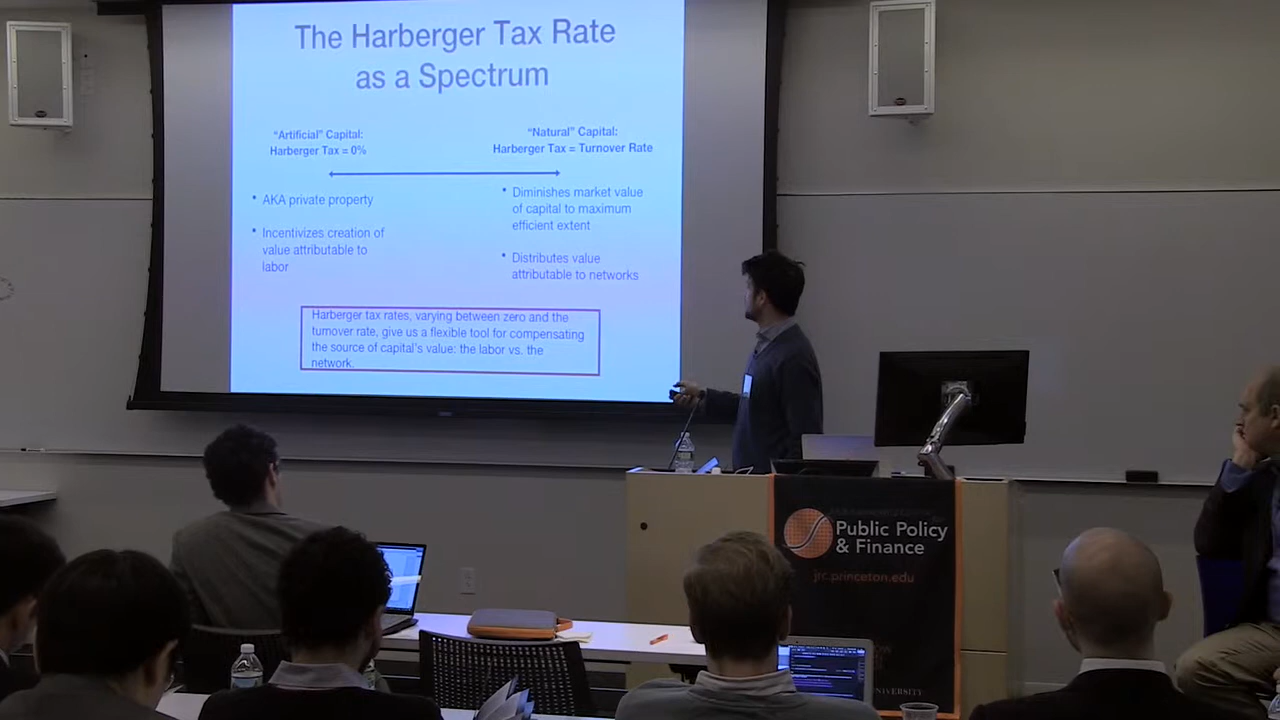 The Harberger Tax Rate
as a Spectrum
“Artificial” Capital:
Harberger Tax = 0%
“Natural” Capital:
Harberger Tax = Turnover Rate
• AKA private property
• Incentivizes creation of
value attributable to
labor
• Diminishes market value
of capital to maximum
efficient extent
• Distributes value
attributable to networks
Harberger tax rates, varying between zero and the
turnover rate, give us a flexible tool for compensating
the source of capital's value: the labor vs. the
network.
Public Policy
& Finance
jrc.princeton.edu